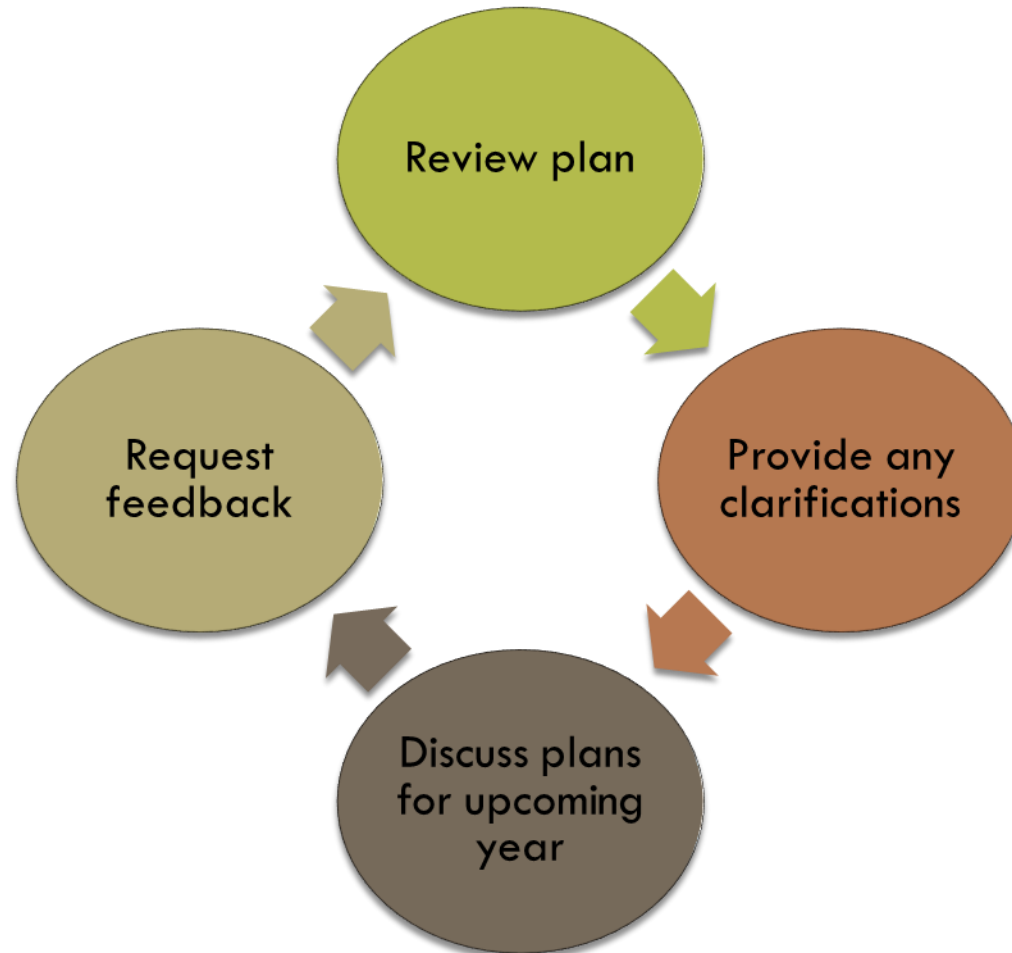 Review plan
Provide any
clarifications
Discuss plans
for upcoming
year
Request
feedback